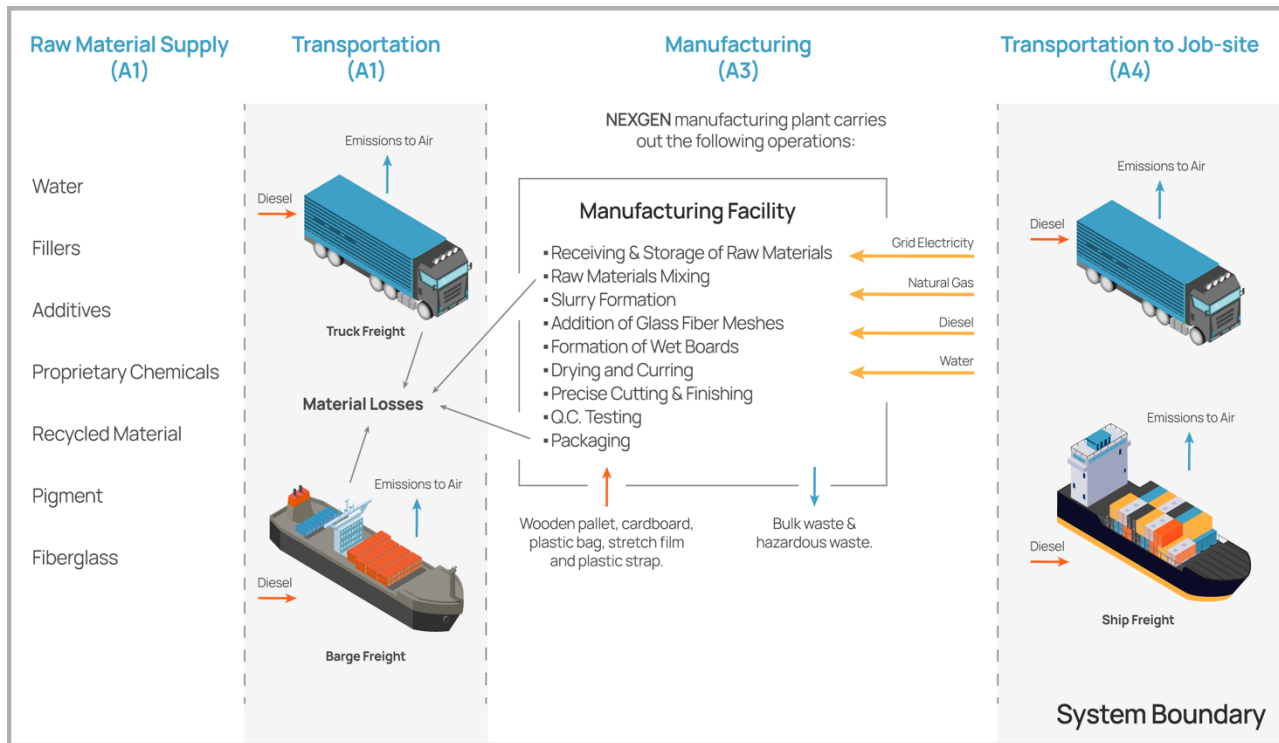 Raw Material Supply
(A1)
Water
Fillers
Additives
Proprietary Chemicals
Recycled Material
Pigment
Fiberglass
Transportation
(A1)
Emissions to Air
Diesel
Truck Freight
Material Losses
Emissions to Air
Diesel
Barge Freight
Manufacturing
(A3)
NEXGEN manufacturing plant carries
out the following operations:
Manufacturing Facility
▪ Receiving & Storage of Raw Materials
▪ Raw Materials Mixing
▪ Slurry Formation
▪ Addition of Glass Fiber Meshes
▪ Formation of Wet Boards
▪ Drying and Curring
▪ Precise Cutting & Finishing
▪ Q.C. Testing
▪ Packaging
Grid Electricity
Natural Gas
Diesel
Water
Wooden pallet, cardboard,
plastic bag, stretch film
and plastic strap.
Bulk waste &
hazardous waste.
Transportation to Job-site
(A4)
Emissions to Air
Diesel
Emissions to Air
Diesel
Ship Freight
System Boundary